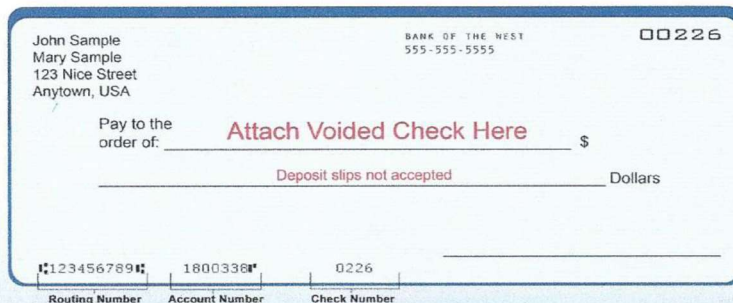 John Sample
Mary Sample
123 Nice Street
Anytown, USA
BANK OF THE WEST
555-555-5555
00226
Pay to the
order of:
Attach Voided Check Here
$
Deposit slips not accepted
Dollars
⑆123456789⑆ 1800338⑈ 0226
Routing Number Account Number Check Number